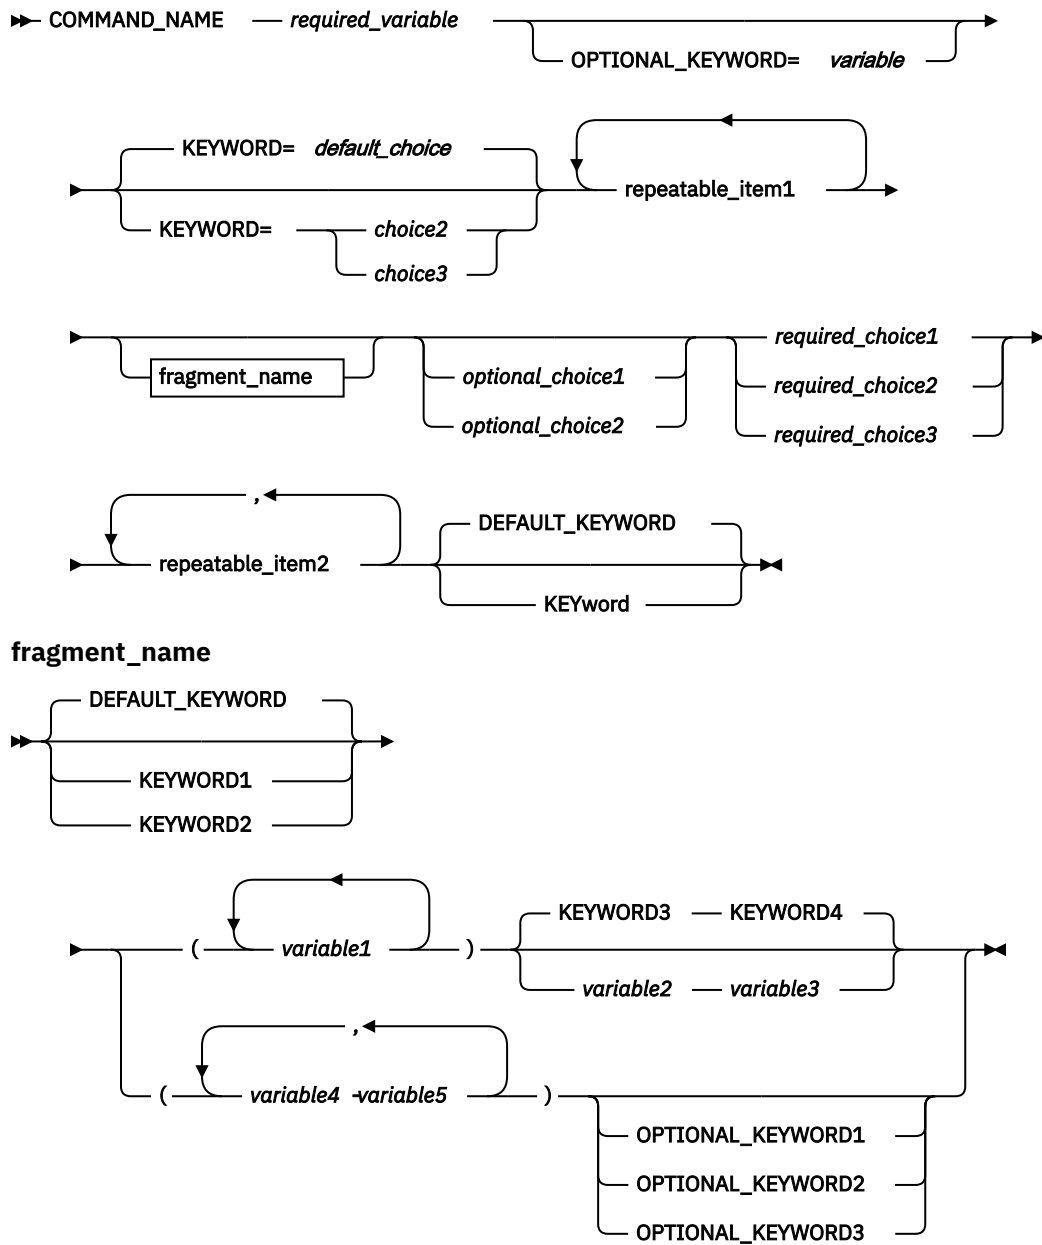 COMMAND_NAME required_variable
OPTIONAL_KEYWORD= variable
KEYWORD= default_choice
repeatable_item1
KEYWORD= choice2
choice3
required_choice1
fragment_name optional_choice1 required_choice2
optional_choice2 required_choice3
,
DEFAULT_KEYWORD
repeatable_item2
KEYword
fragment_name
DEFAULT_KEYWORD
KEYWORD1
KEYWORD2
KEYWORD3 KEYWORD4
( variable1 )
variable2 variable3
,
( variable4 -variable5 )
OPTIONAL_KEYWORD1
OPTIONAL_KEYWORD2
OPTIONAL_KEYWORD3